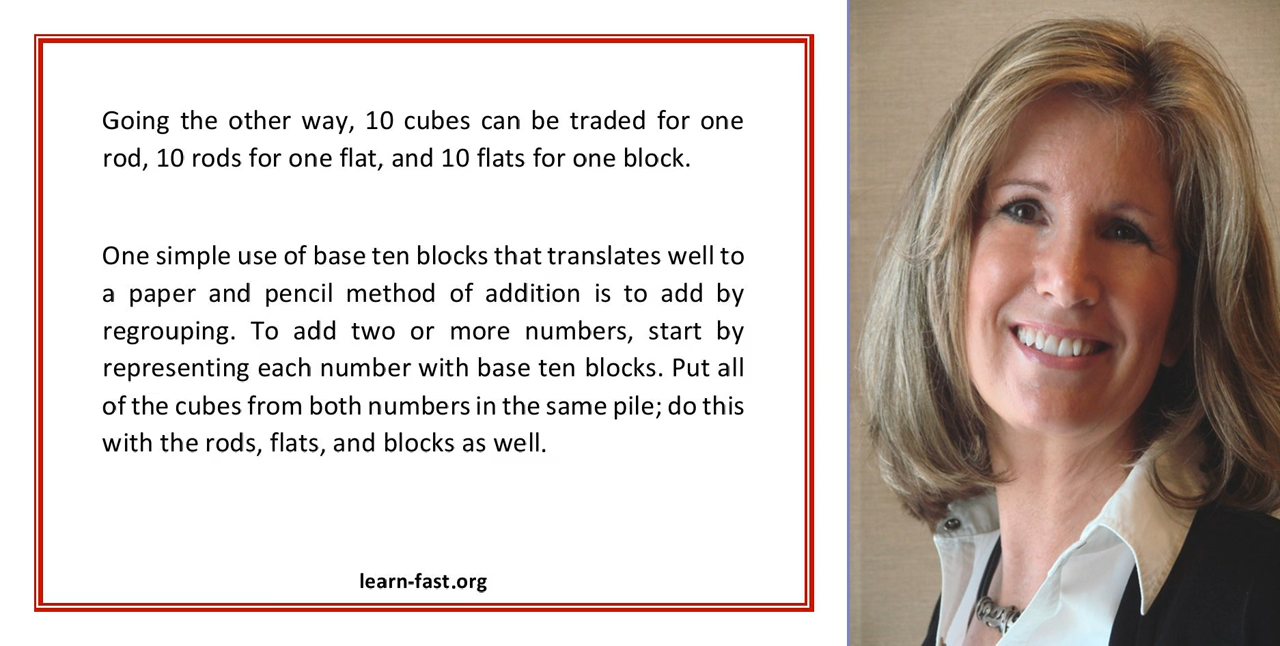 Going the other way, 10 cubes can be traded for one
rod, 10 rods for one flat, and 10 flats for one block.
One simple use of base ten blocks that translates well to
a paper and pencil method of addition is to add by
regrouping. To add two or more numbers, start by
representing each number with base ten blocks. Put all
of the cubes from both numbers in the same pile; do this
with the rods, flats, and blocks as well.
learn-fast.org